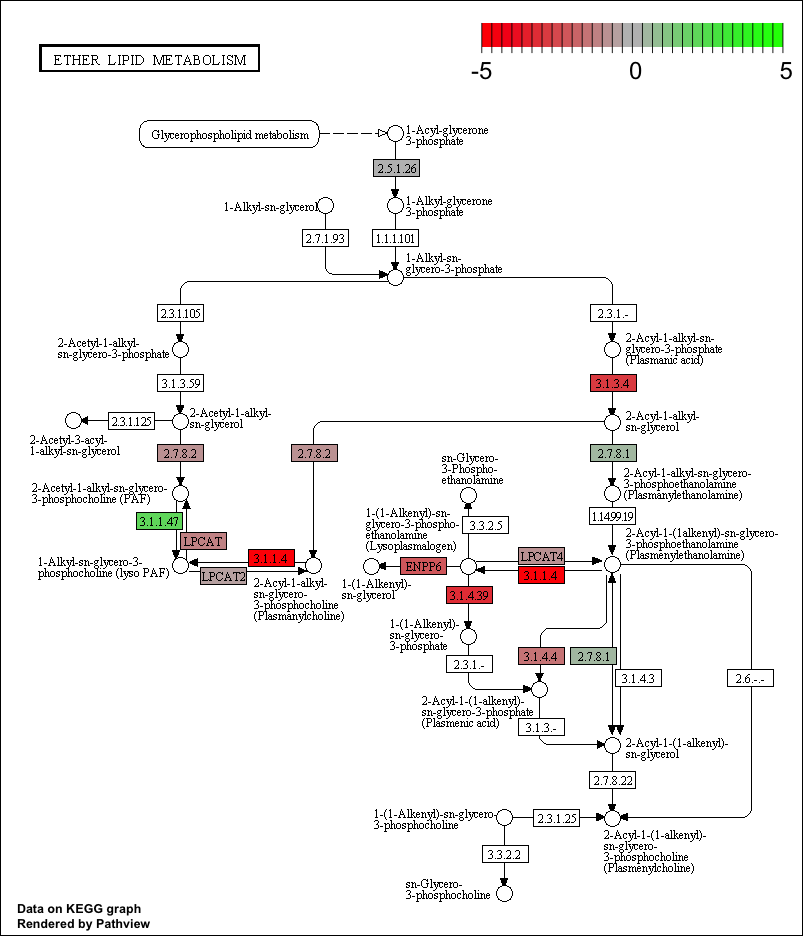 ETHER LIPID METABOLISM
-5
0
5
Glycerophospholipid metabolism
1-Acyl-glycerone
3-phosphate
2.5.1.26
1-Alkyl-sn-glycerol
1-Alkyl-glycerone
3-phosphate
2.7.1.93
1.1.1.101
1-Alkyl-sn-
glycero-3-phosphate
2.3.1.105
2.3.1.-
2-Acetyl-1-alkyl-
sn-glycero-3-phosphate
2-Acyl-1-alkyl-sn-
glycero-3-phosphate
(Plasmanic acid)
3.1.3.59
3.1.3.4
2.3.1.125
2-Acetyl-1-alkyl-
sn-glycerol
2-Acyl-1-alkyl-
sn-glycerol
2-Acetyl-3-acyl-
1-alkyl-sn-glycerol
2.7.8.2
2.7.8.2
2.7.8.1
sn-Glycero-
3-Phospho-
ethanolamine
2-Acetyl-1-alkyl-sn-glycero-
3-phosphocholine (PAF)
2-Acyl-1-alkyl-sn-glycero-
3-phosphoethanolamine
(Plasmanylethanolamine)
3.1.1.47
1-(1-Alkenyl)-sn-
glycero-3-phospho-
ethanolamine
(Lysoplasmalogen)
3.3.2.5
1.14.99.19
LPCAT
2-Acyl-1-(1alkenyl)-sn-glycero-
3-phosphoethanolamine
(Plasmenylethanolamine)
1-Alkyl-sn-glycero-3-
phosphocholine (lyso PAF)
3.1.1.4
LPCAT2
ENPP6
LPCAT4
3.1.1.4
2-Acyl-1-alkyl-
sn-glycero-
3-phosphocholine
(Plasmanylcholine)
1-(1-Alkenyl)-
sn-glycerol
3.1.4.39
1-(1-Alkenyl)-
sn-glycero-
3-phosphate
2.3.1.-
3.1.4.4
2.7.8.1
3.1.4.3
2.6.-.-
2-Acyl-1-(1-alkenyl)-
sn-glycero-3-phosphate
(Plasmenic acid)
3.1.3.-
2-Acyl-1-(1-alkenyl)-
sn-glycerol
2.7.8.22
1-(1-Alkenyl)-sn-glycero-
3-phosphocholine
2.3.1.25
2-Acyl-1-(1-alkenyl)-
sn-glycero-
3-phosphocholine
(Plasmenylcholine)
3.3.2.2
sn-Glycero-
3-phosphocholine
Data on KEGG graph
Rendered by Pathview